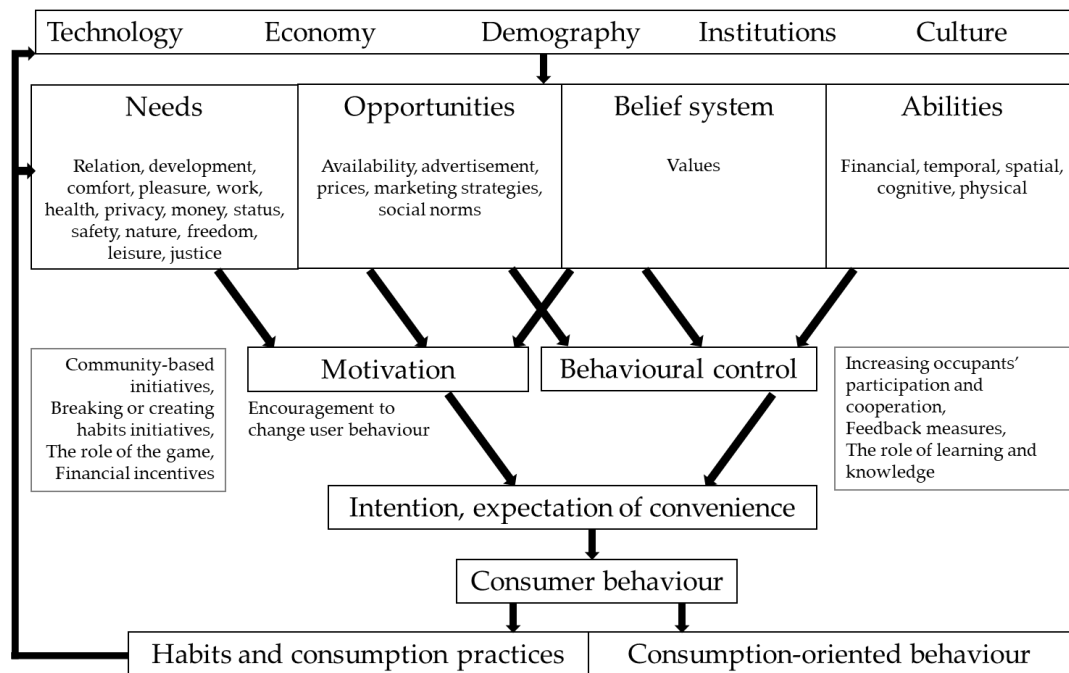 Technology Economy Demography Institutions Culture
Needs
Relation, development,
comfort, pleasure, work,
health, privacy, money, status,
safety, nature, freedom,
leisure, justice
Opportunities
Availability, advertisement,
prices, marketing strategies,
social norms
Belief system
Values
Abilities
Financial, temporal, spatial,
cognitive, physical
Community-based
initiatives,
Breaking or creating
habits initiatives,
The role of the game,
Financial incentives
Motivation
Encouragement to
change user behaviour
Behavioural control
Increasing occupants’
participation and
cooperation,
Feedback measures,
The role of learning and
knowledge
Intention, expectation of convenience
Consumer behaviour
Habits and consumption practices
Consumption-oriented behaviour